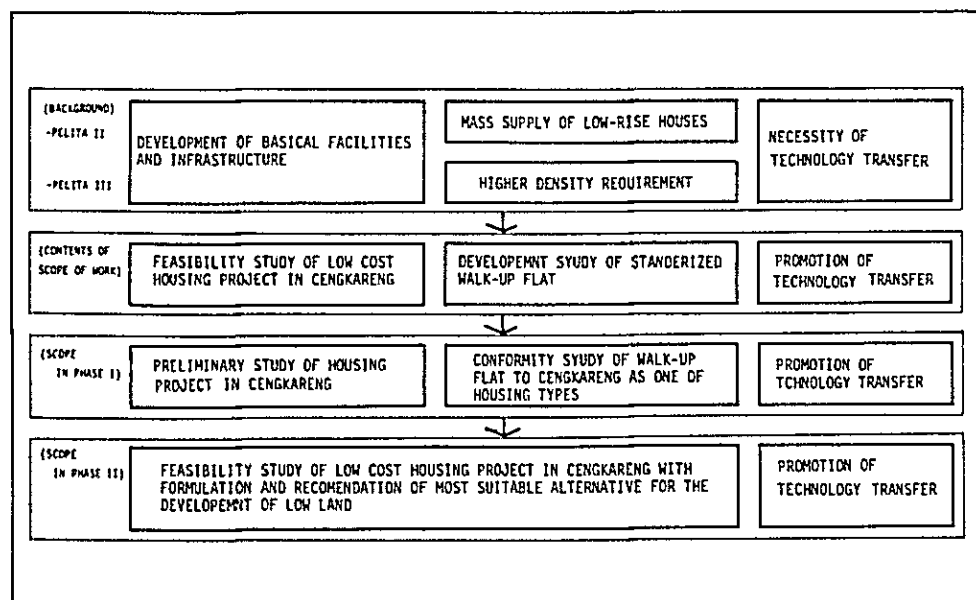 [BACKGROUND]
-PELITA II
-PELITA III
DEVELOPMENT OF BASICAL FACILITIES
AND INFRASTRUCTURE
MASS SUPPLY OF LOW-RISE HOUSES
HIGHER DENSITY REQUIREMENT
NECESSITY OF
TECHNOLOGY TRANSFER
[CONTENTS OF
SCOPE OF WORK]
FEASIBILITY STUDY OF LOW COST
HOUSING PROJECT IN CENGKARENG
DEVELOPEMNT SYUDY OF STANDERIZED
WALK-UP FLAT
PROMOTION OF
TECHNOLOGY TRANSFER
[SCOPE
IN PHASE I]
PRELIMINARY STUDY OF HOUSING
PROJECT IN CENGKARENG
CONFORMITY SYUDY OF WALK-UP
FLAT TO CENGKARENG AS ONE OF
HOUSING TYPES
PROMOTION OF
TCHNOLOGY TRANSFER
[SCOPE
IN PHASE II]
FEASIBILITY STUDY OF LOW COST HOUSING PROJECT IN CENGKARENG WITH
FORMULATION AND RECOMENDATION OF MOST SUITABLE ALTERNATIVE FOR THE
DEVELOPEMNT OF LOW LAND
PROMOTION OF
TECHNOLOGY TRANSFER